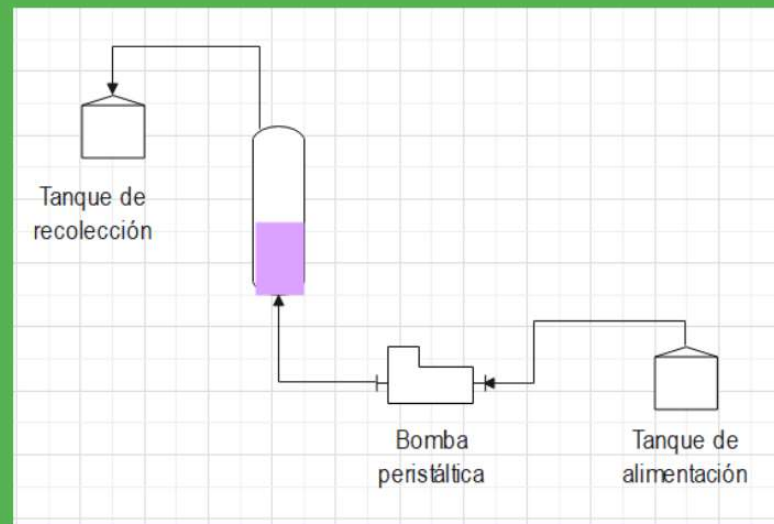 Tanque de
recolección
Bomba
peristáltica
Tanque de
alimentación